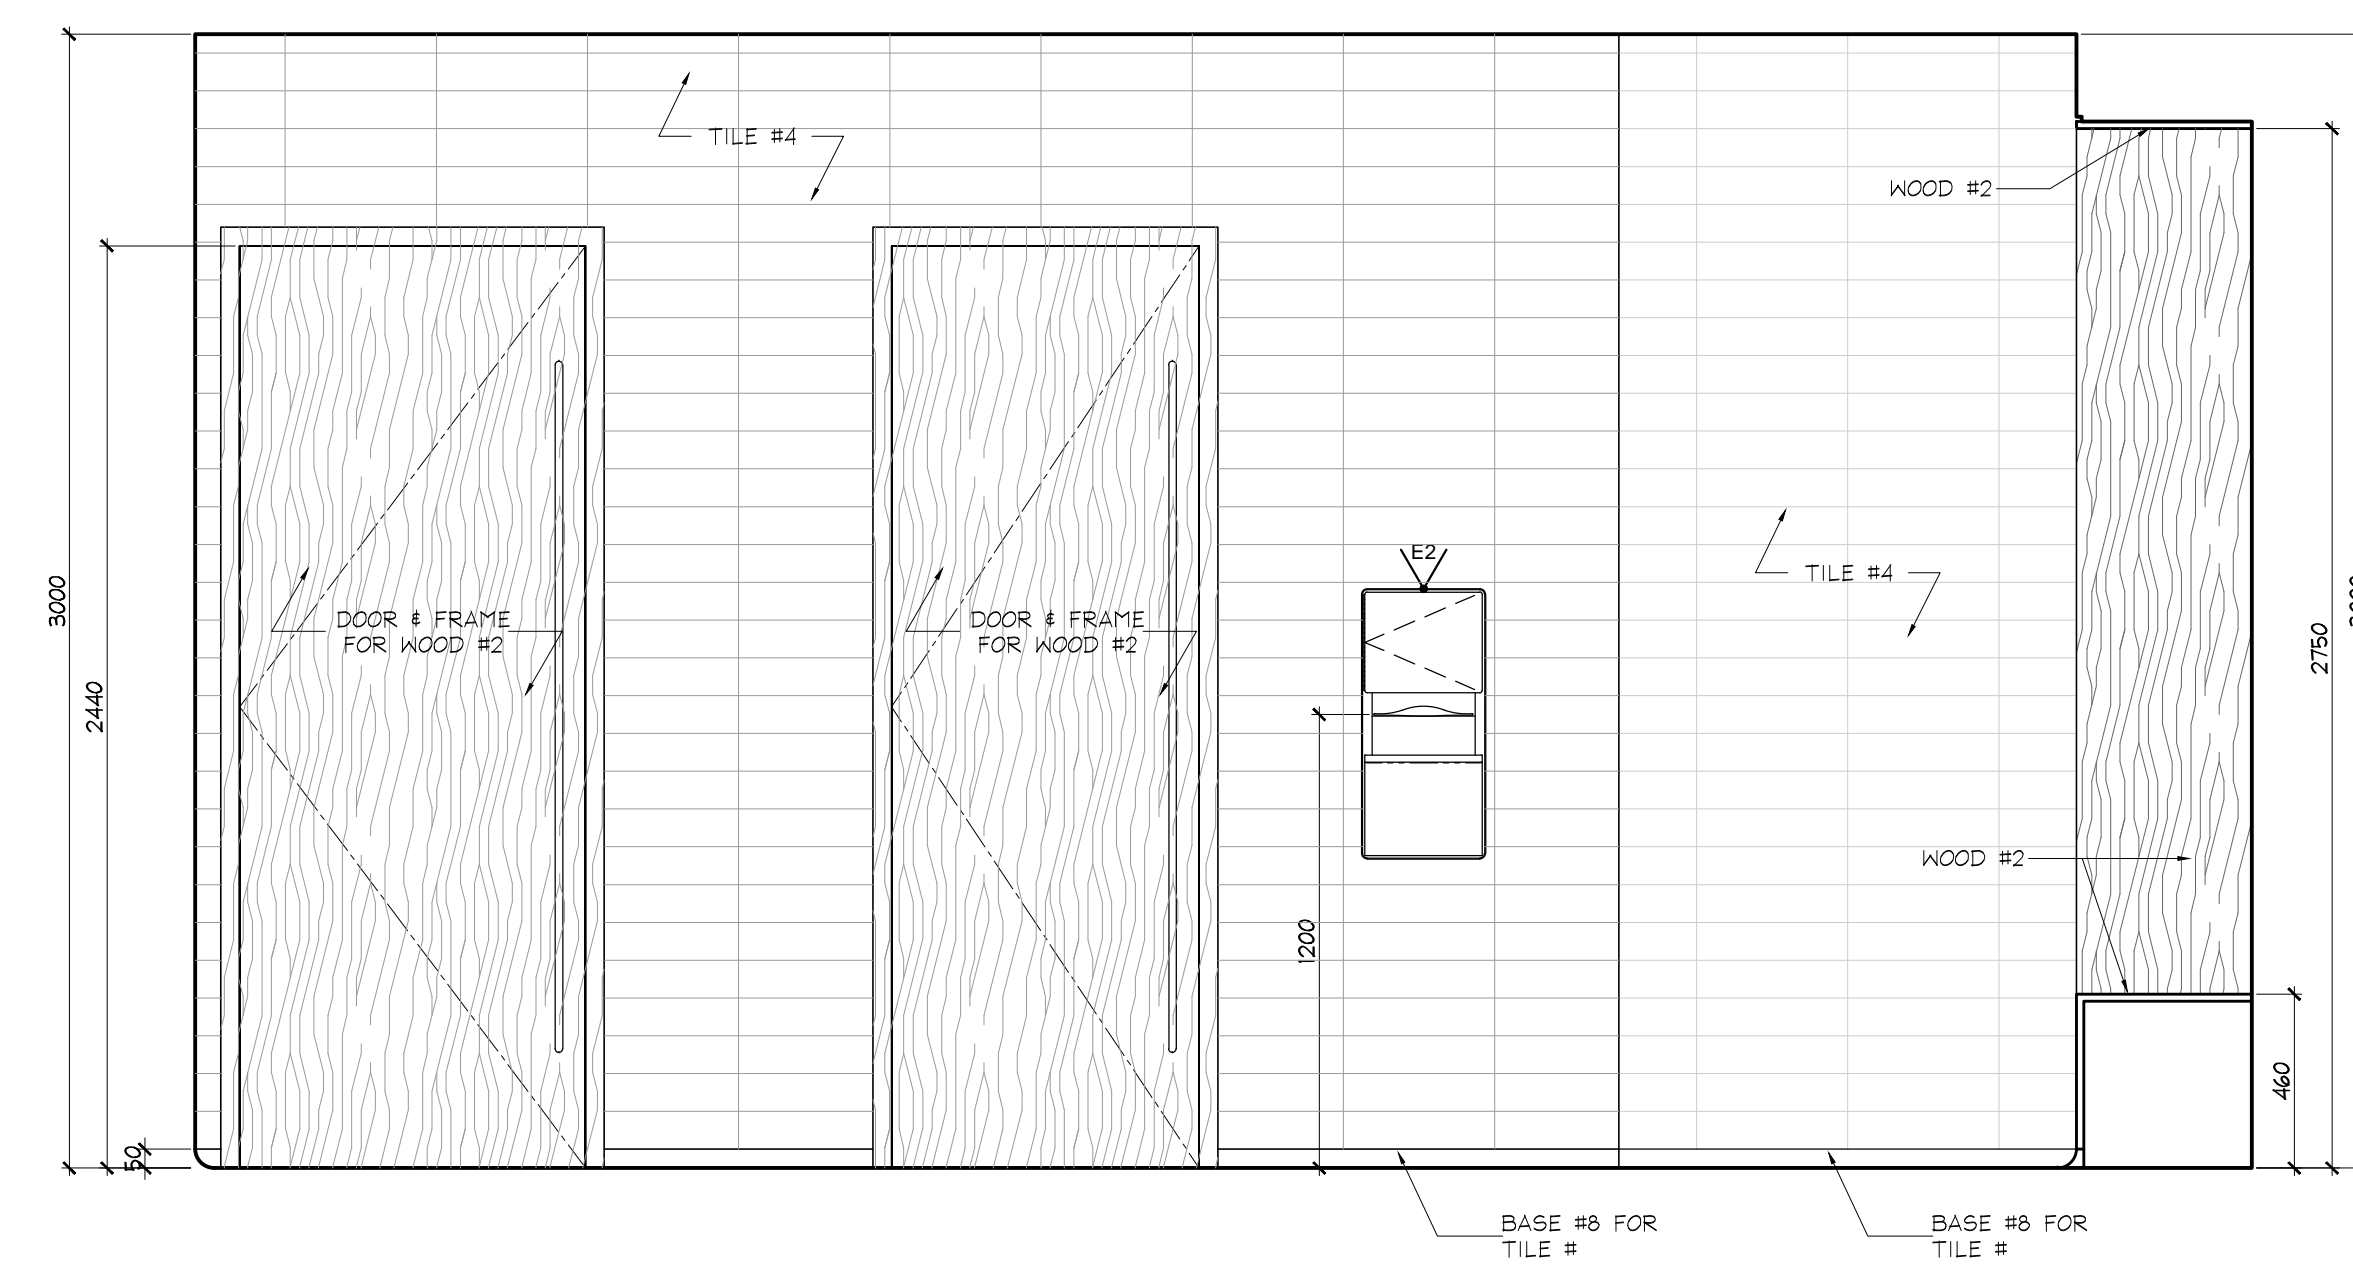 TILE #4
WOOD #2
E2
TILE #4
DOOR & FRAME
FOR WOOD #2
DOOR & FRAME
FOR WOOD #2
3000
2440
2750
1200
WOOD #2
460
50
BASE #8 FOR
TILE #
BASE #8 FOR
TILE #